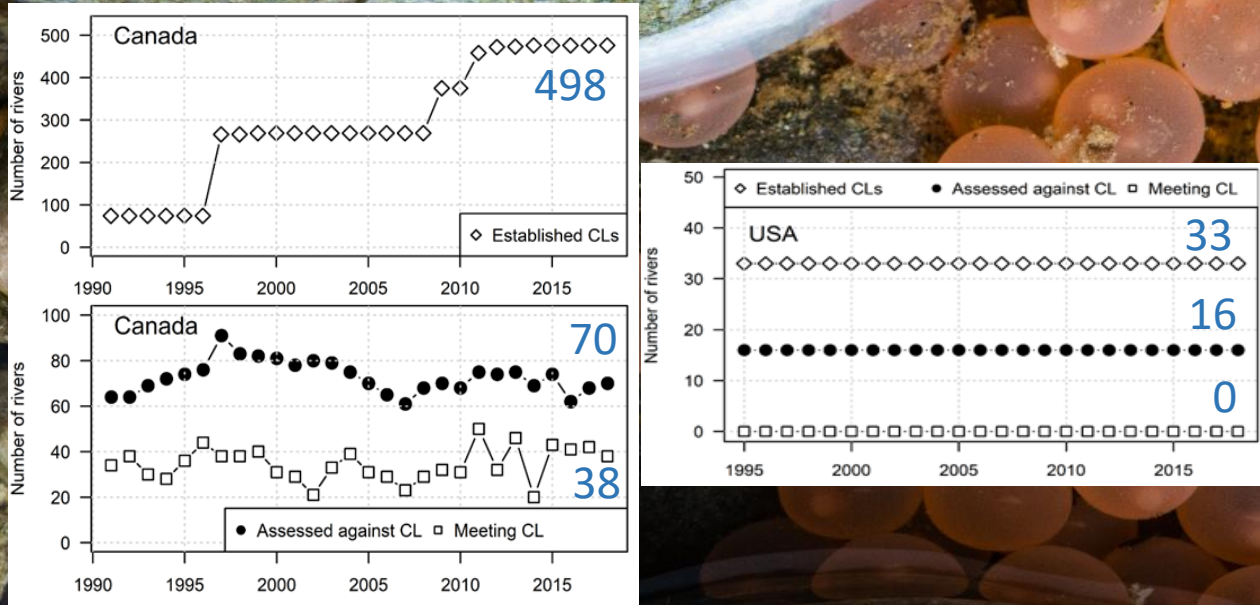 Canada
498
Number of rivers
500
400
300
200
100
0
Established CLs
1990 1995 2000 2005 2010 2015
Canada
70
38
Number of rivers
100
80
60
40
20
0
Assessed against CL Meeting CL
1990 1995 2000 2005 2010 2015
Established CLs Assessed against CL Meeting CL
USA
33
16
0
Number of rivers
50
40
30
20
10
0
1995 2000 2005 2010 2015